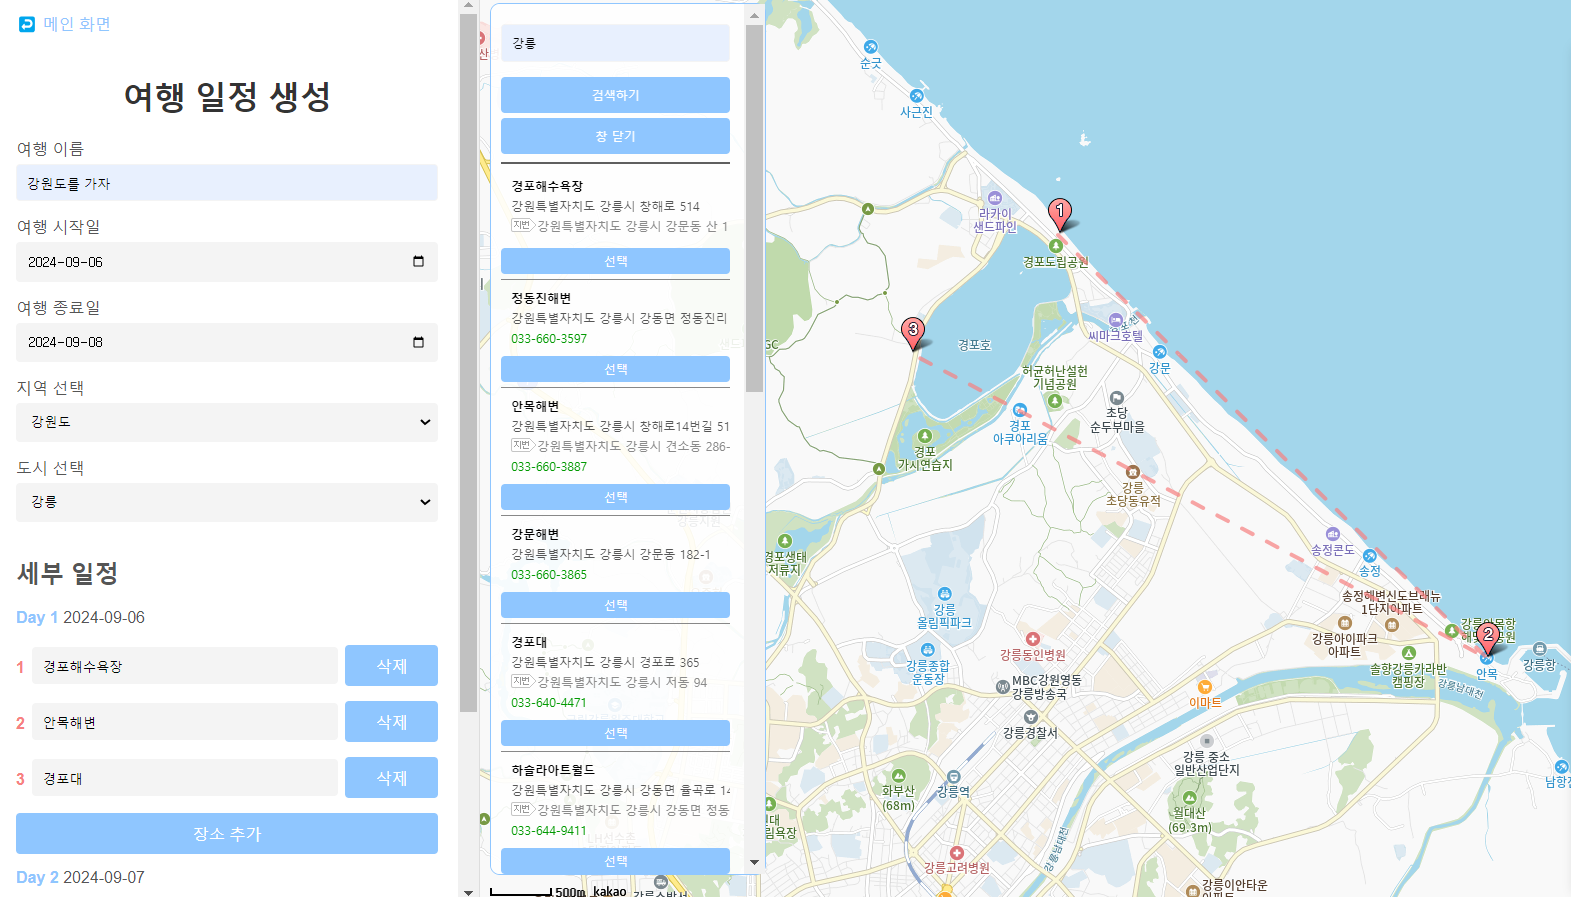 메인 화면
여행 일정 생성
여행 이름
강원도를 가자
여행 시작일
2024-09-06
여행 종료일
2024-09-08
지역 선택
강원도
도시 선택
강릉
세부 일정
Day 1 2024-09-06
1 경포해수욕장 삭제
2 안목해변 삭제
3 경포대 삭제
장소 추가
Day 2 2024-09-07
강릉
검색하기
창 닫기
경포해수욕장
강원특별자치도 강릉시 창해로 514
지번 강원특별자치도 강릉시 강문동 산 1
선택
정동진해변
강원특별자치도 강릉시 강동면 정동진리
033-660-3597
선택
안목해변
강원특별자치도 강릉시 창해로14번길 51
지번 강원특별자치도 강릉시 견소동 286-
033-660-3887
선택
강문해변
강원특별자치도 강릉시 강문동 182-1
033-660-3865
선택
경포대
강원특별자치도 강릉시 경포로 365
지번 강원특별자치도 강릉시 저동 94
033-640-4471
선택
하슬라아트월드
강원특별자치도 강릉시 강동면 율곡로 14
지번 강원특별자치도 강릉시 강동면 정동
033-644-9411
선택
500m kakao
순긋
사근진
라카이
샌드파인
1
경포도립공원
3
경포호
GC
씨마크호텔
강문
허균허난설헌
기념공원
초당
순두부마을
경포
아쿠아리움
경포
가시연습지
강릉
초당동유적
경포생태
저류지
송정콘도
송정
강릉
올림픽파크
송정해변신도브래뉴
1단지아파트
강릉아이파크
아파트
2
안목
강릉항
강릉동인병원
강릉종합
운동장
솔향강릉카라반
캠핑장
강릉남대천
MBC강원영동
강릉방송국
이마트
강릉경찰서
강릉 중소
일반산업단지
화부산
(68m)
강릉역
월대산
(69.3m)
강릉남대천
강릉고려병원
강릉이안타운
아파트